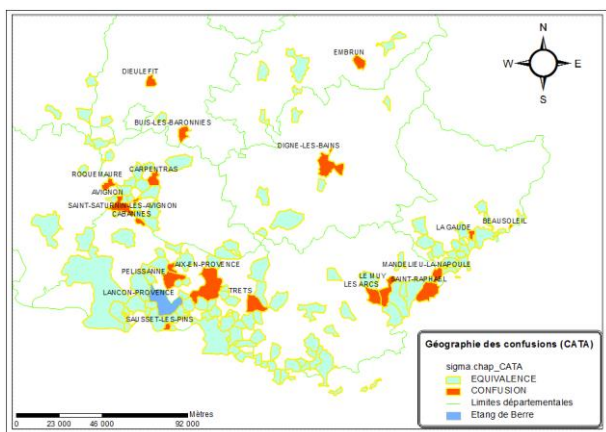 N
W E
S
EMBRUN
DIEULEFIT
BUIS-LES-BARONNIES
DIGNE-LES-BAINS
ROQUEMAURE
CARPENTRAS
AVIGNON
SAINT-SATURNIN-LES-AVIGNON
CABANNES
LA GAUDE
BEAUSOLEIL
MANDELIEU-LA-NAPOULE
PELISSANNE
AIX-EN-PROVENCE
LE MUY
SAINT-RAPHAEL
LANCON-PROVENCE
TRETS
LES ARCS
SAUSSET-LES-PINS
Géographie des confusions (CATA)
sigma.chap_CATA
EQUIVALENCE
CONFUSION
Limites départementales
Etang de Berre
Mètres
0 23 000 46 000 92 000